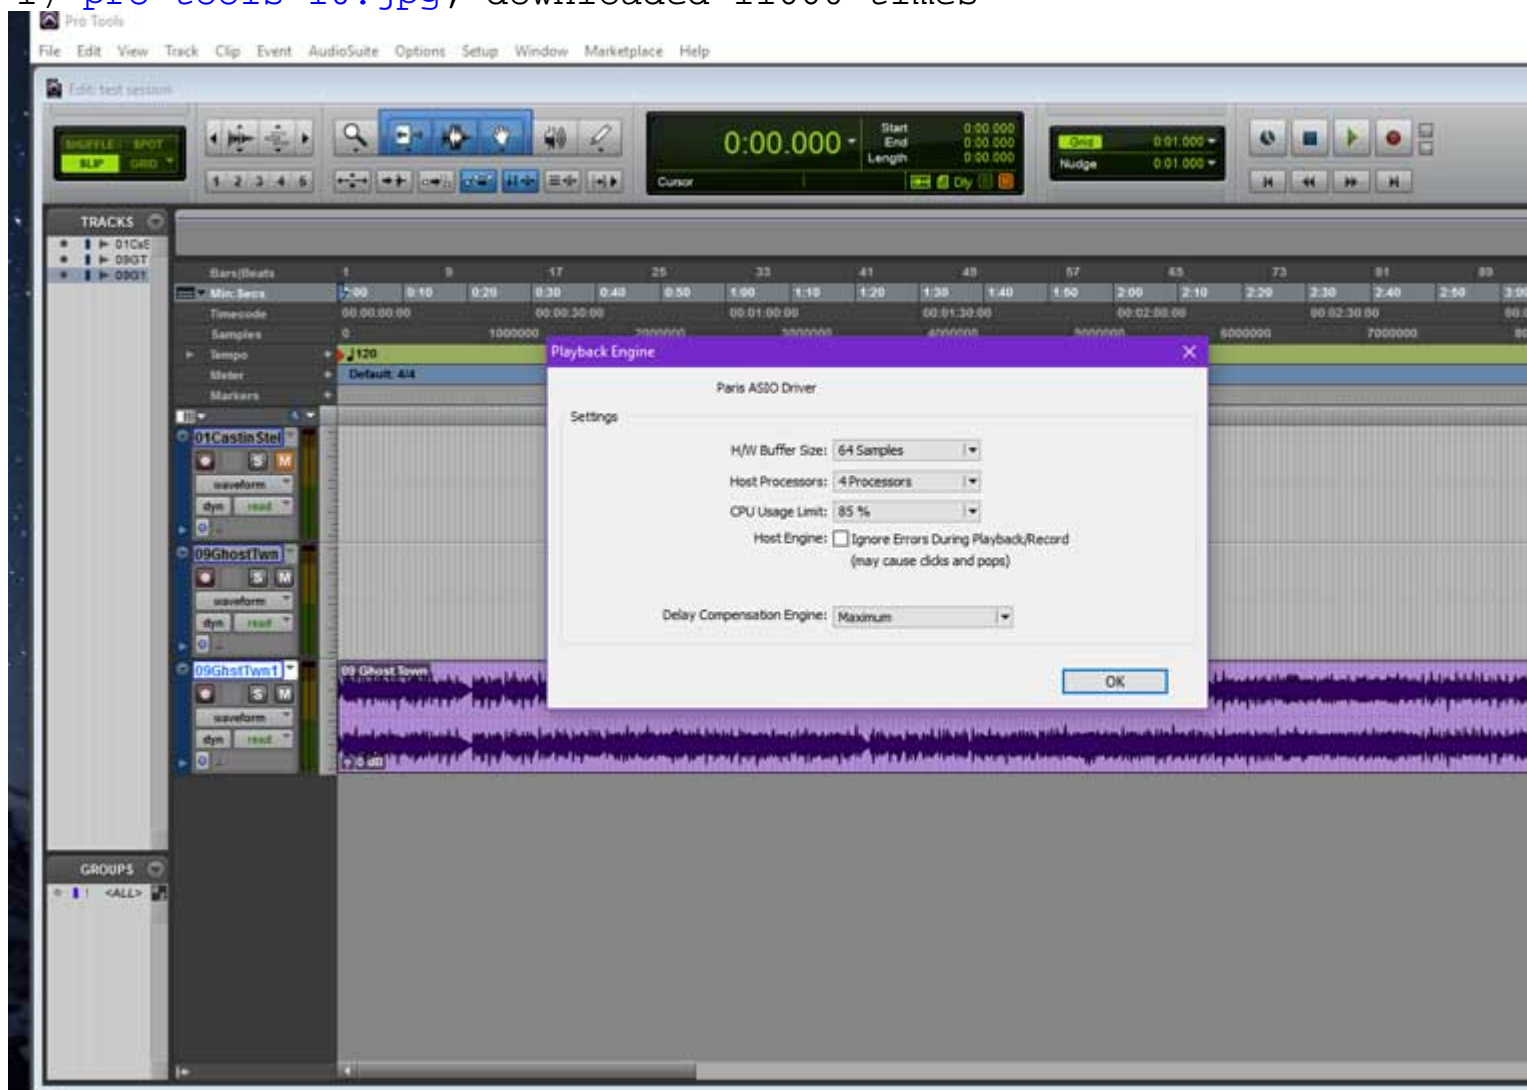 1) pro tools 10.jpg, downloaded 11000 times
Pro Tools
File Edit View Track Clip Event AudioSuite Options Setup Window Marketplace Help
Edit: test session
SHUFFLE SPOT
SLIP GRID
1 2 3 4 5
0:00.000
Start 0:00.000
End 0:00.000
Length 0:00.000
Cursor
Dly
Grid 0:01.000
Nudge 0:01.000
TRACKS
01CsS
09GT
09G1
Bars|Beats 1 9 17 25 33 41 49 57 65 73 81 89
Min:Secs 0:00 0:10 0:20 0:30 0:40 0:50 1:00 1:10 1:20 1:30 1:40 1:50 2:00 2:10 2:20 2:30 2:40 2:50 3:00
Timecode 00:00:00:00 00:00:30:00 00:01:00:00 00:01:30:00 00:02:00:00 00:02:30:00
Samples 0 1000000 2000000 3000000 4000000 5000000 6000000 7000000
Tempo 120
Meter Default: 4/4
Markers
Playback Engine
Paris ASIO Driver
Settings
H/W Buffer Size: 64 Samples
Host Processors: 4 Processors
CPU Usage Limit: 85 %
Host Engine: Ignore Errors During Playback/Record
(may cause clicks and pops)
Delay Compensation Engine: Maximum
OK
01CastinStel
S M
waveform
dyn read
09GhostTwn
S M
waveform
dyn read
09GhstTwn1
S M
waveform
dyn read
09 Ghost Town
0 dB
GROUPS
! <ALL>